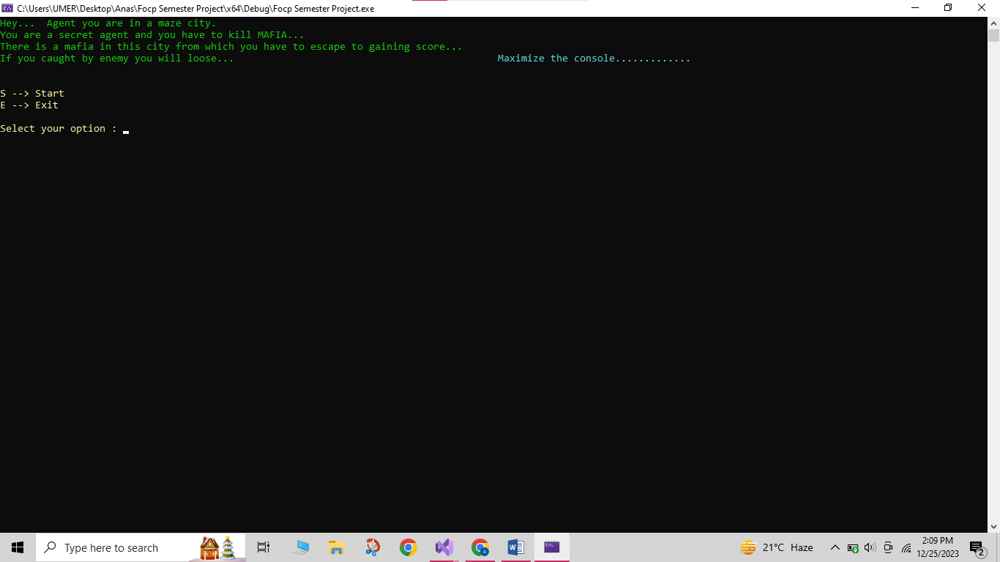 C:\Users\UMER\Desktop\Anas\Focp Semester Project\x64\Debug\Focp Semester Project.exe
Hey...  Agent you are in a maze city.
You are a secret agent and you have to kill MAFIA...
There is a mafia in this city from which you have to escape to gaining score...
If you caught by enemy you will loose... Maximize the console.............
S --> Start
E --> Exit
Select your option :
Type here to search
21°C Haze
2:09 PM
12/25/2023
2